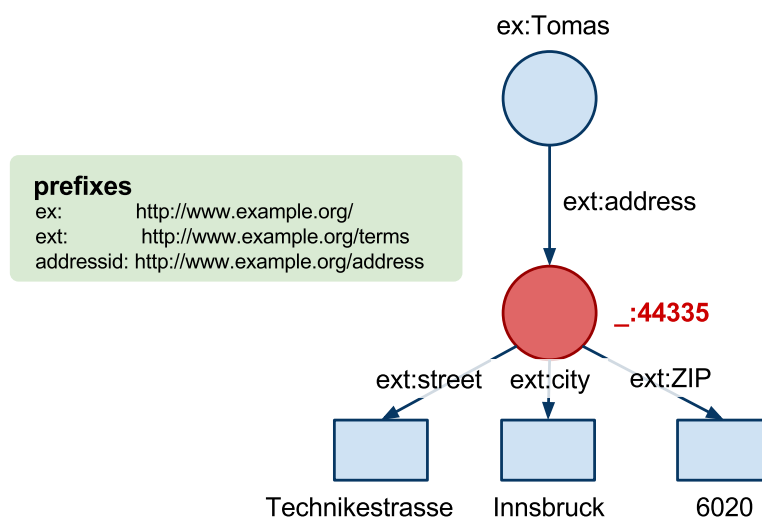 ex:Tomas
prefixes
ex: http://www.example.org/
ext: http://www.example.org/terms
addressid: http://www.example.org/address
ext:address
_:44335
ext:street ext:city ext:ZIP
Technikestrasse Innsbruck 6020